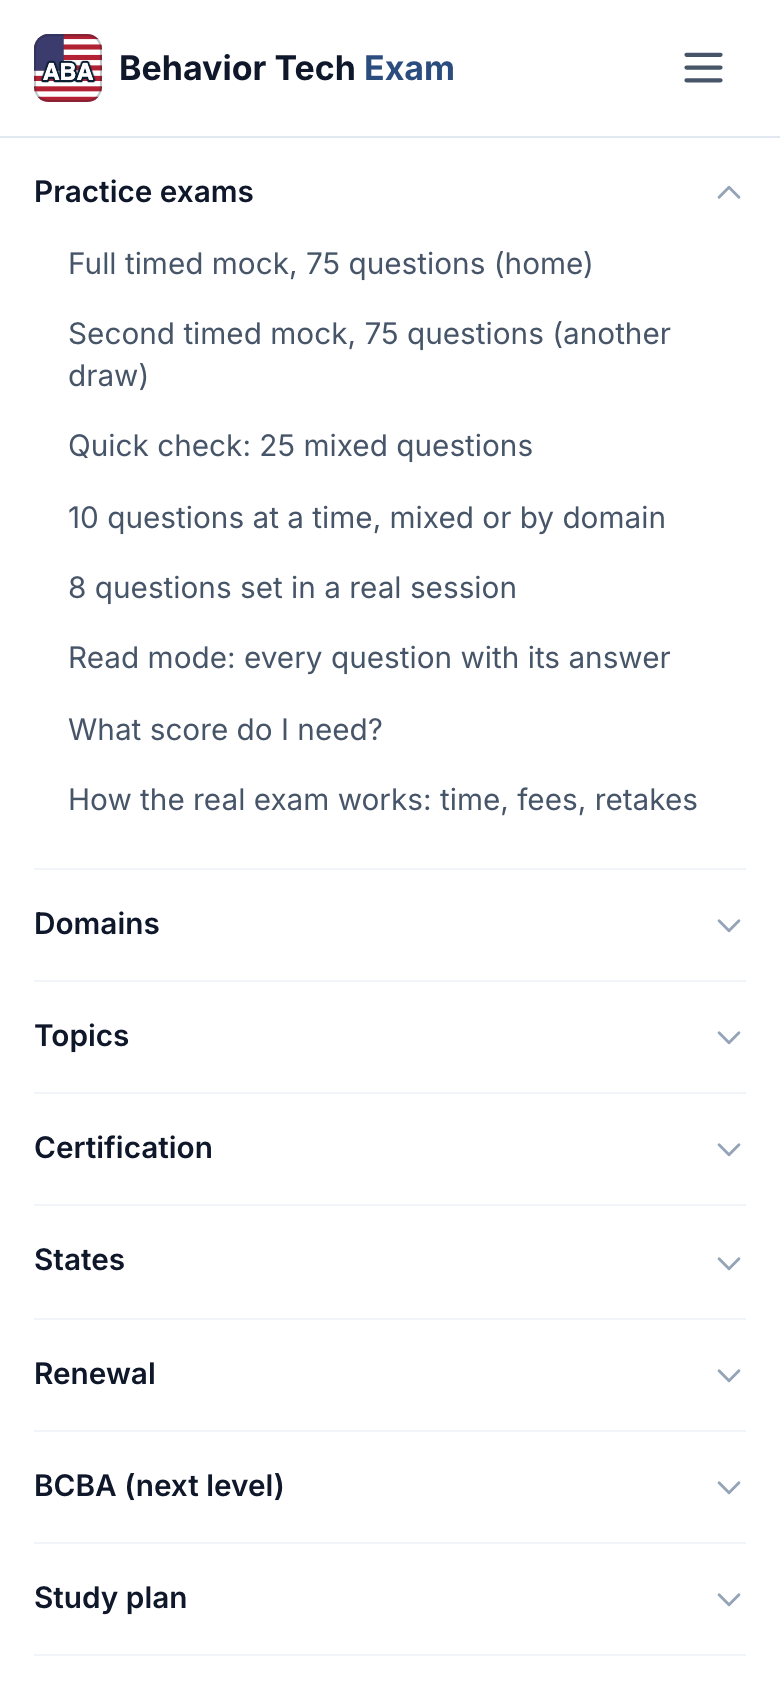 ABA
Behavior Tech Exam
Practice exams
Full timed mock, 75 questions (home)
Second timed mock, 75 questions (another
draw)
Quick check: 25 mixed questions
10 questions at a time, mixed or by domain
8 questions set in a real session
Read mode: every question with its answer
What score do I need?
How the real exam works: time, fees, retakes
Domains
Topics
Certification
States
Renewal
BCBA (next level)
Study plan